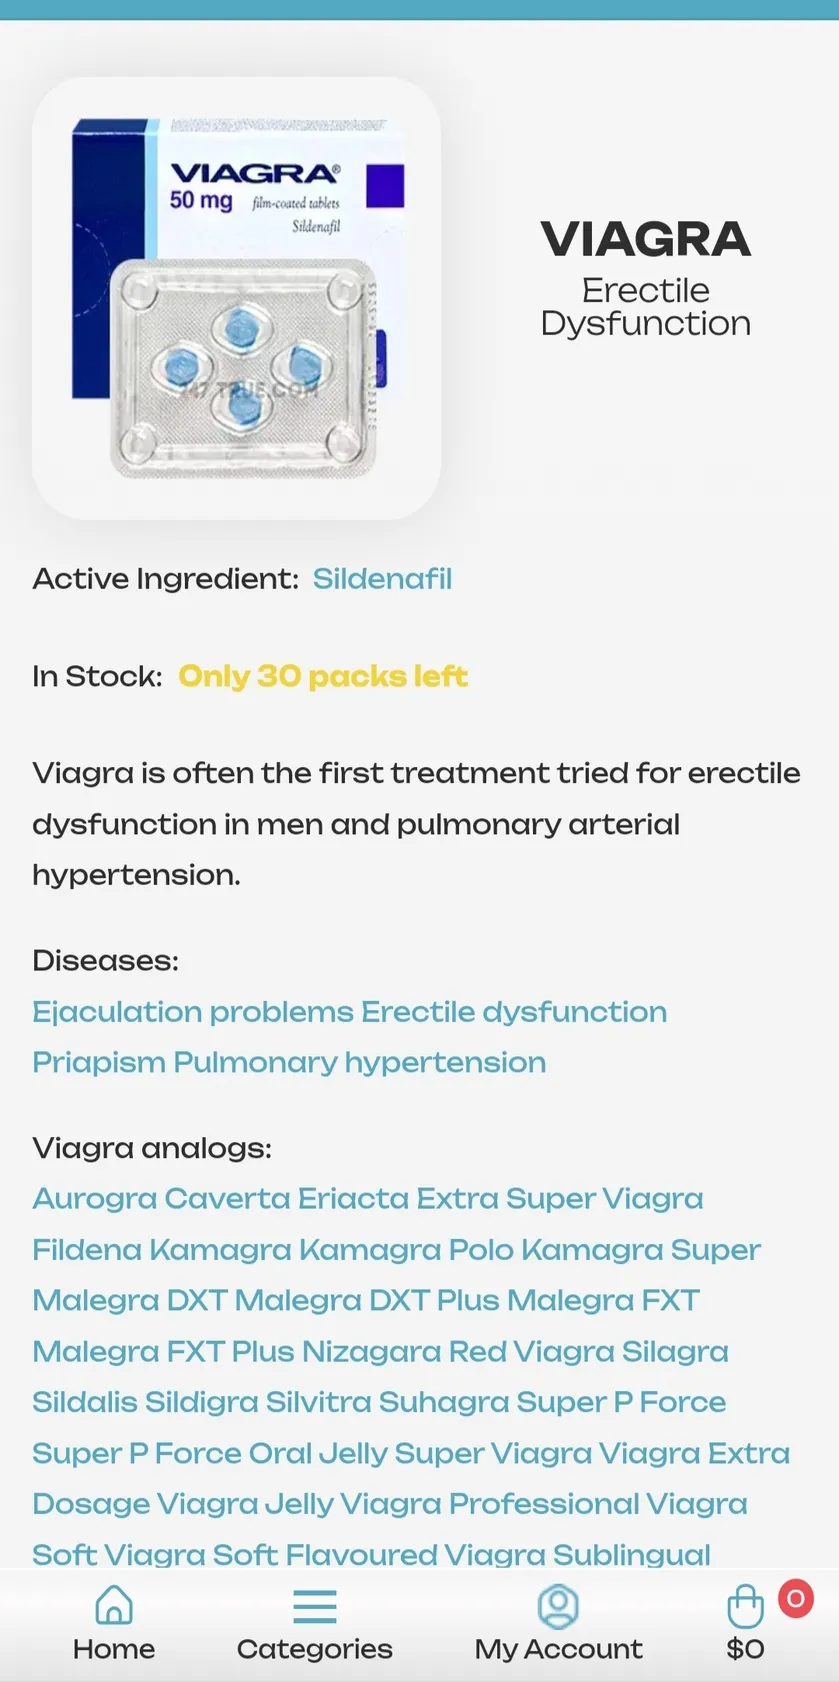 VIAGRA®
50 mg film-coated tablets
Sildenafil
VIAGRA
Erectile
Dysfunction
Active Ingredient: Sildenafil
In Stock: Only 30 packs left
Viagra is often the first treatment tried for erectile
dysfunction in men and pulmonary arterial
hypertension.
Diseases:
Ejaculation problems Erectile dysfunction
Priapism Pulmonary hypertension
Viagra analogs:
Aurogra Caverta Eriacta Extra Super Viagra
Fildena Kamagra Kamagra Polo Kamagra Super
Malegra DXT Malegra DXT Plus Malegra FXT
Malegra FXT Plus Nizagara Red Viagra Silagra
Sildalis Sildigra Silvitra Suhagra Super P Force
Super P Force Oral Jelly Super Viagra Viagra Extra
Dosage Viagra Jelly Viagra Professional Viagra
Soft Viagra Soft Flavoured Viagra Sublingual
0
Home Categories My Account $0